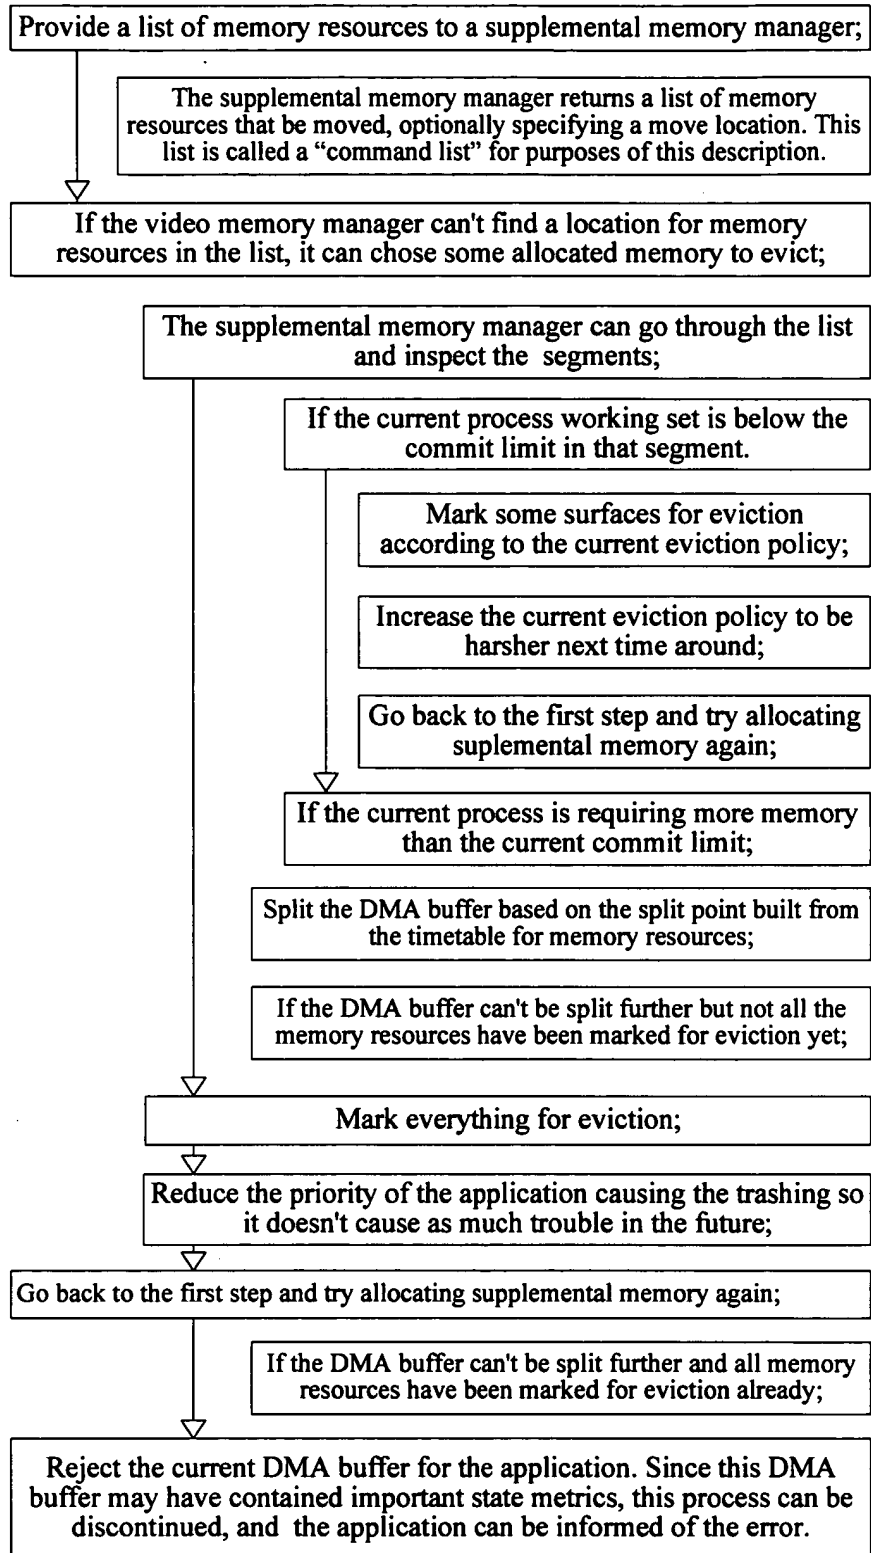 Provide a list of memory resources to a supplemental memory manager;
The supplemental memory manager returns a list of memory
resources that be moved, optionally specifying a move location. This
list is called a “command list” for purposes of this description.
If the video memory manager can't find a location for memory
resources in the list, it can chose some allocated memory to evict;
The supplemental memory manager can go through the list
and inspect the segments;
If the current process working set is below the
commit limit in that segment.
Mark some surfaces for eviction
according to the current eviction policy;
Increase the current eviction policy to be
harsher next time around;
Go back to the first step and try allocating
suplemental memory again;
If the current process is requiring more memory
than the current commit limit;
Split the DMA buffer based on the split point built from
the timetable for memory resources;
If the DMA buffer can't be split further but not all the
memory resources have been marked for eviction yet;
Mark everything for eviction;
Reduce the priority of the application causing the trashing so
it doesn't cause as much trouble in the future;
Go back to the first step and try allocating supplemental memory again;
If the DMA buffer can't be split further and all memory
resources have been marked for eviction already;
Reject the current DMA buffer for the application. Since this DMA
buffer may have contained important state metrics, this process can be
discontinued, and the application can be informed of the error.